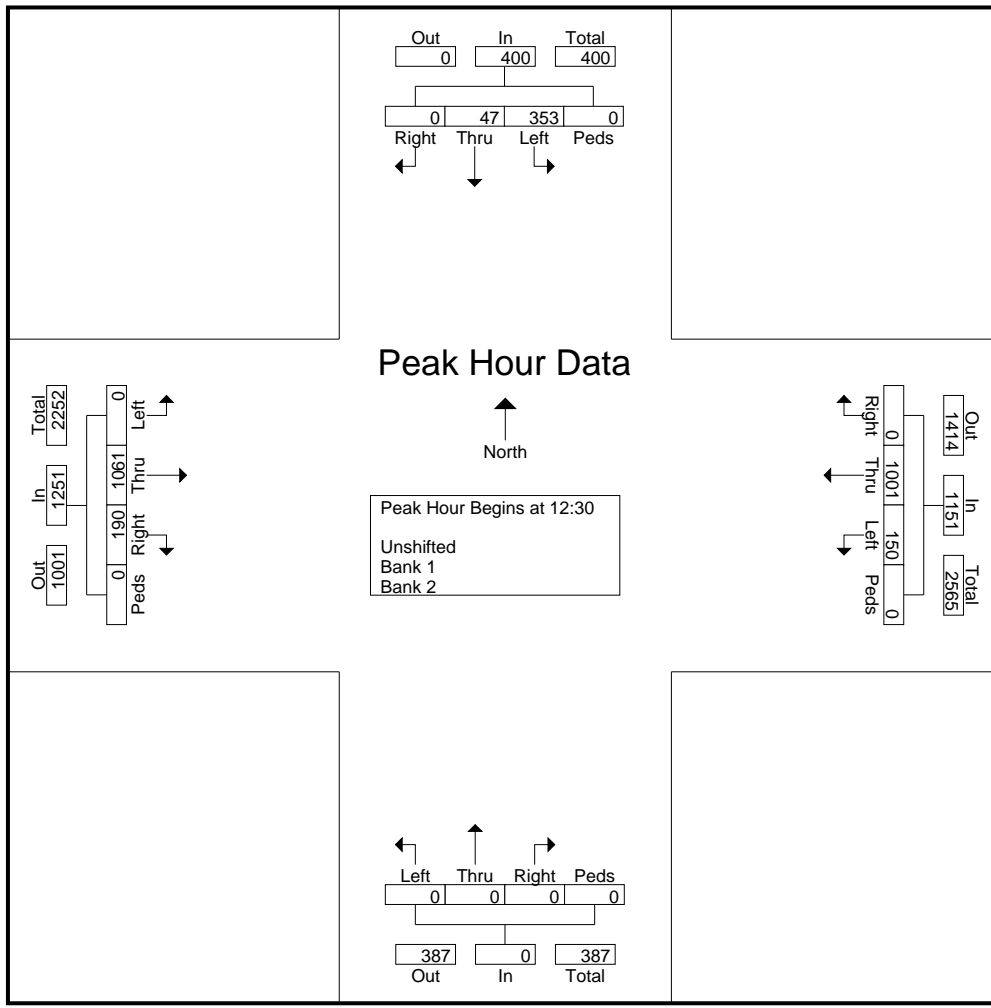 Out In Total
0 400 400
0 47 353 0
Right Thru Left Peds
Peak Hour Data
North
Peak Hour Begins at 12:30
Unshifted
Bank 1
Bank 2
Total In Out
2252 1251 1001
0 1061 190 0
Left Thru Right Peds
Out In Total
1414 1151 2565
0 1001 150 0
Right Thru Left Peds
Left Thru Right Peds
0 0 0 0
387 0 387
Out In Total